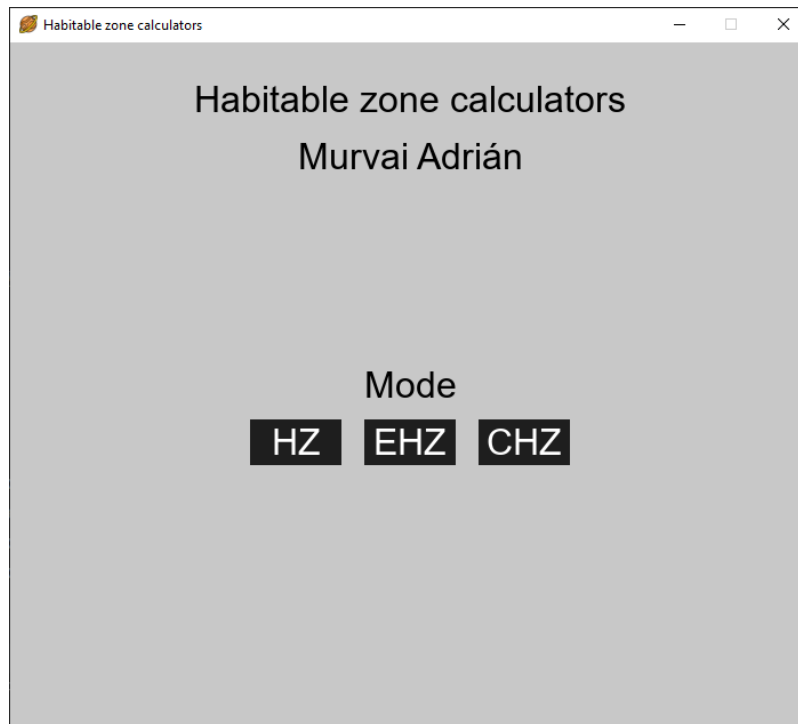 Habitable zone calculators
Habitable zone calculators
Murvai Adrián
Mode
HZ EHZ CHZ